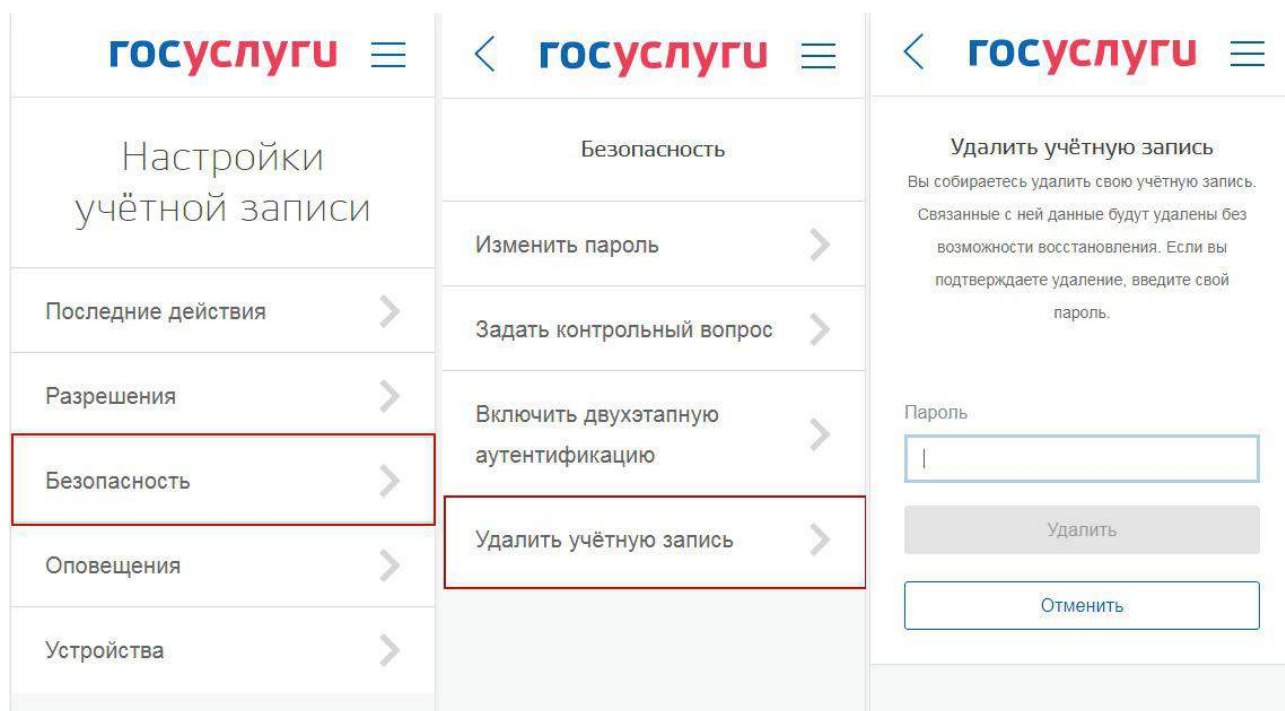 госуслуги
Настройки
учётной записи
Последние действия
Разрешения
Безопасность
Оповещения
Устройства
госуслуги
Безопасность
Изменить пароль
Задать контрольный вопрос
Включить двухэтапную
аутентификацию
Удалить учётную запись
госуслуги
Удалить учётную запись
Вы собираетесь удалить свою учётную запись.
Связанные с ней данные будут удалены без
возможности восстановления. Если вы
подтверждаете удаление, введите свой
пароль.
Пароль
Удалить
Отменить